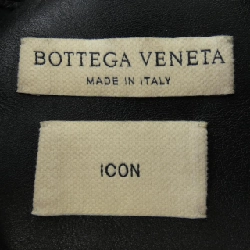 BOTTEGA VENETA
MADE IN ITALY
ICON